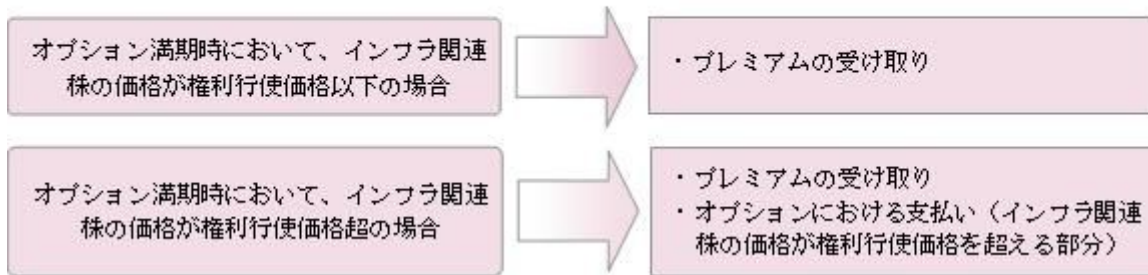 オプション満期時において、インフラ関連
株の価格が権利行使価格以下の場合
・プレミアムの受け取り
オプション満期時において、インフラ関連
株の価格が権利行使価格超の場合
・プレミアムの受け取り
・オプションにおける支払い（インフラ関連
株の価格が権利行使価格を超える部分）